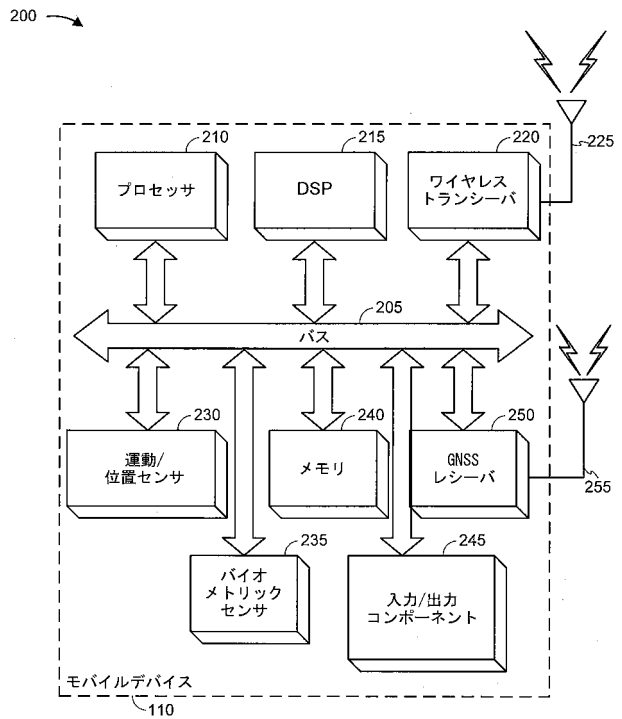 200
210
プロセッサ
215
DSP
220
ワイヤレス
トランシーバ
225
205
バス
230
運動/
位置センサ
240
メモリ
250
GNSS
レシーバ
255
235
バイオ
メトリック
センサ
245
入力/出力
コンポーネント
モバイルデバイス
110